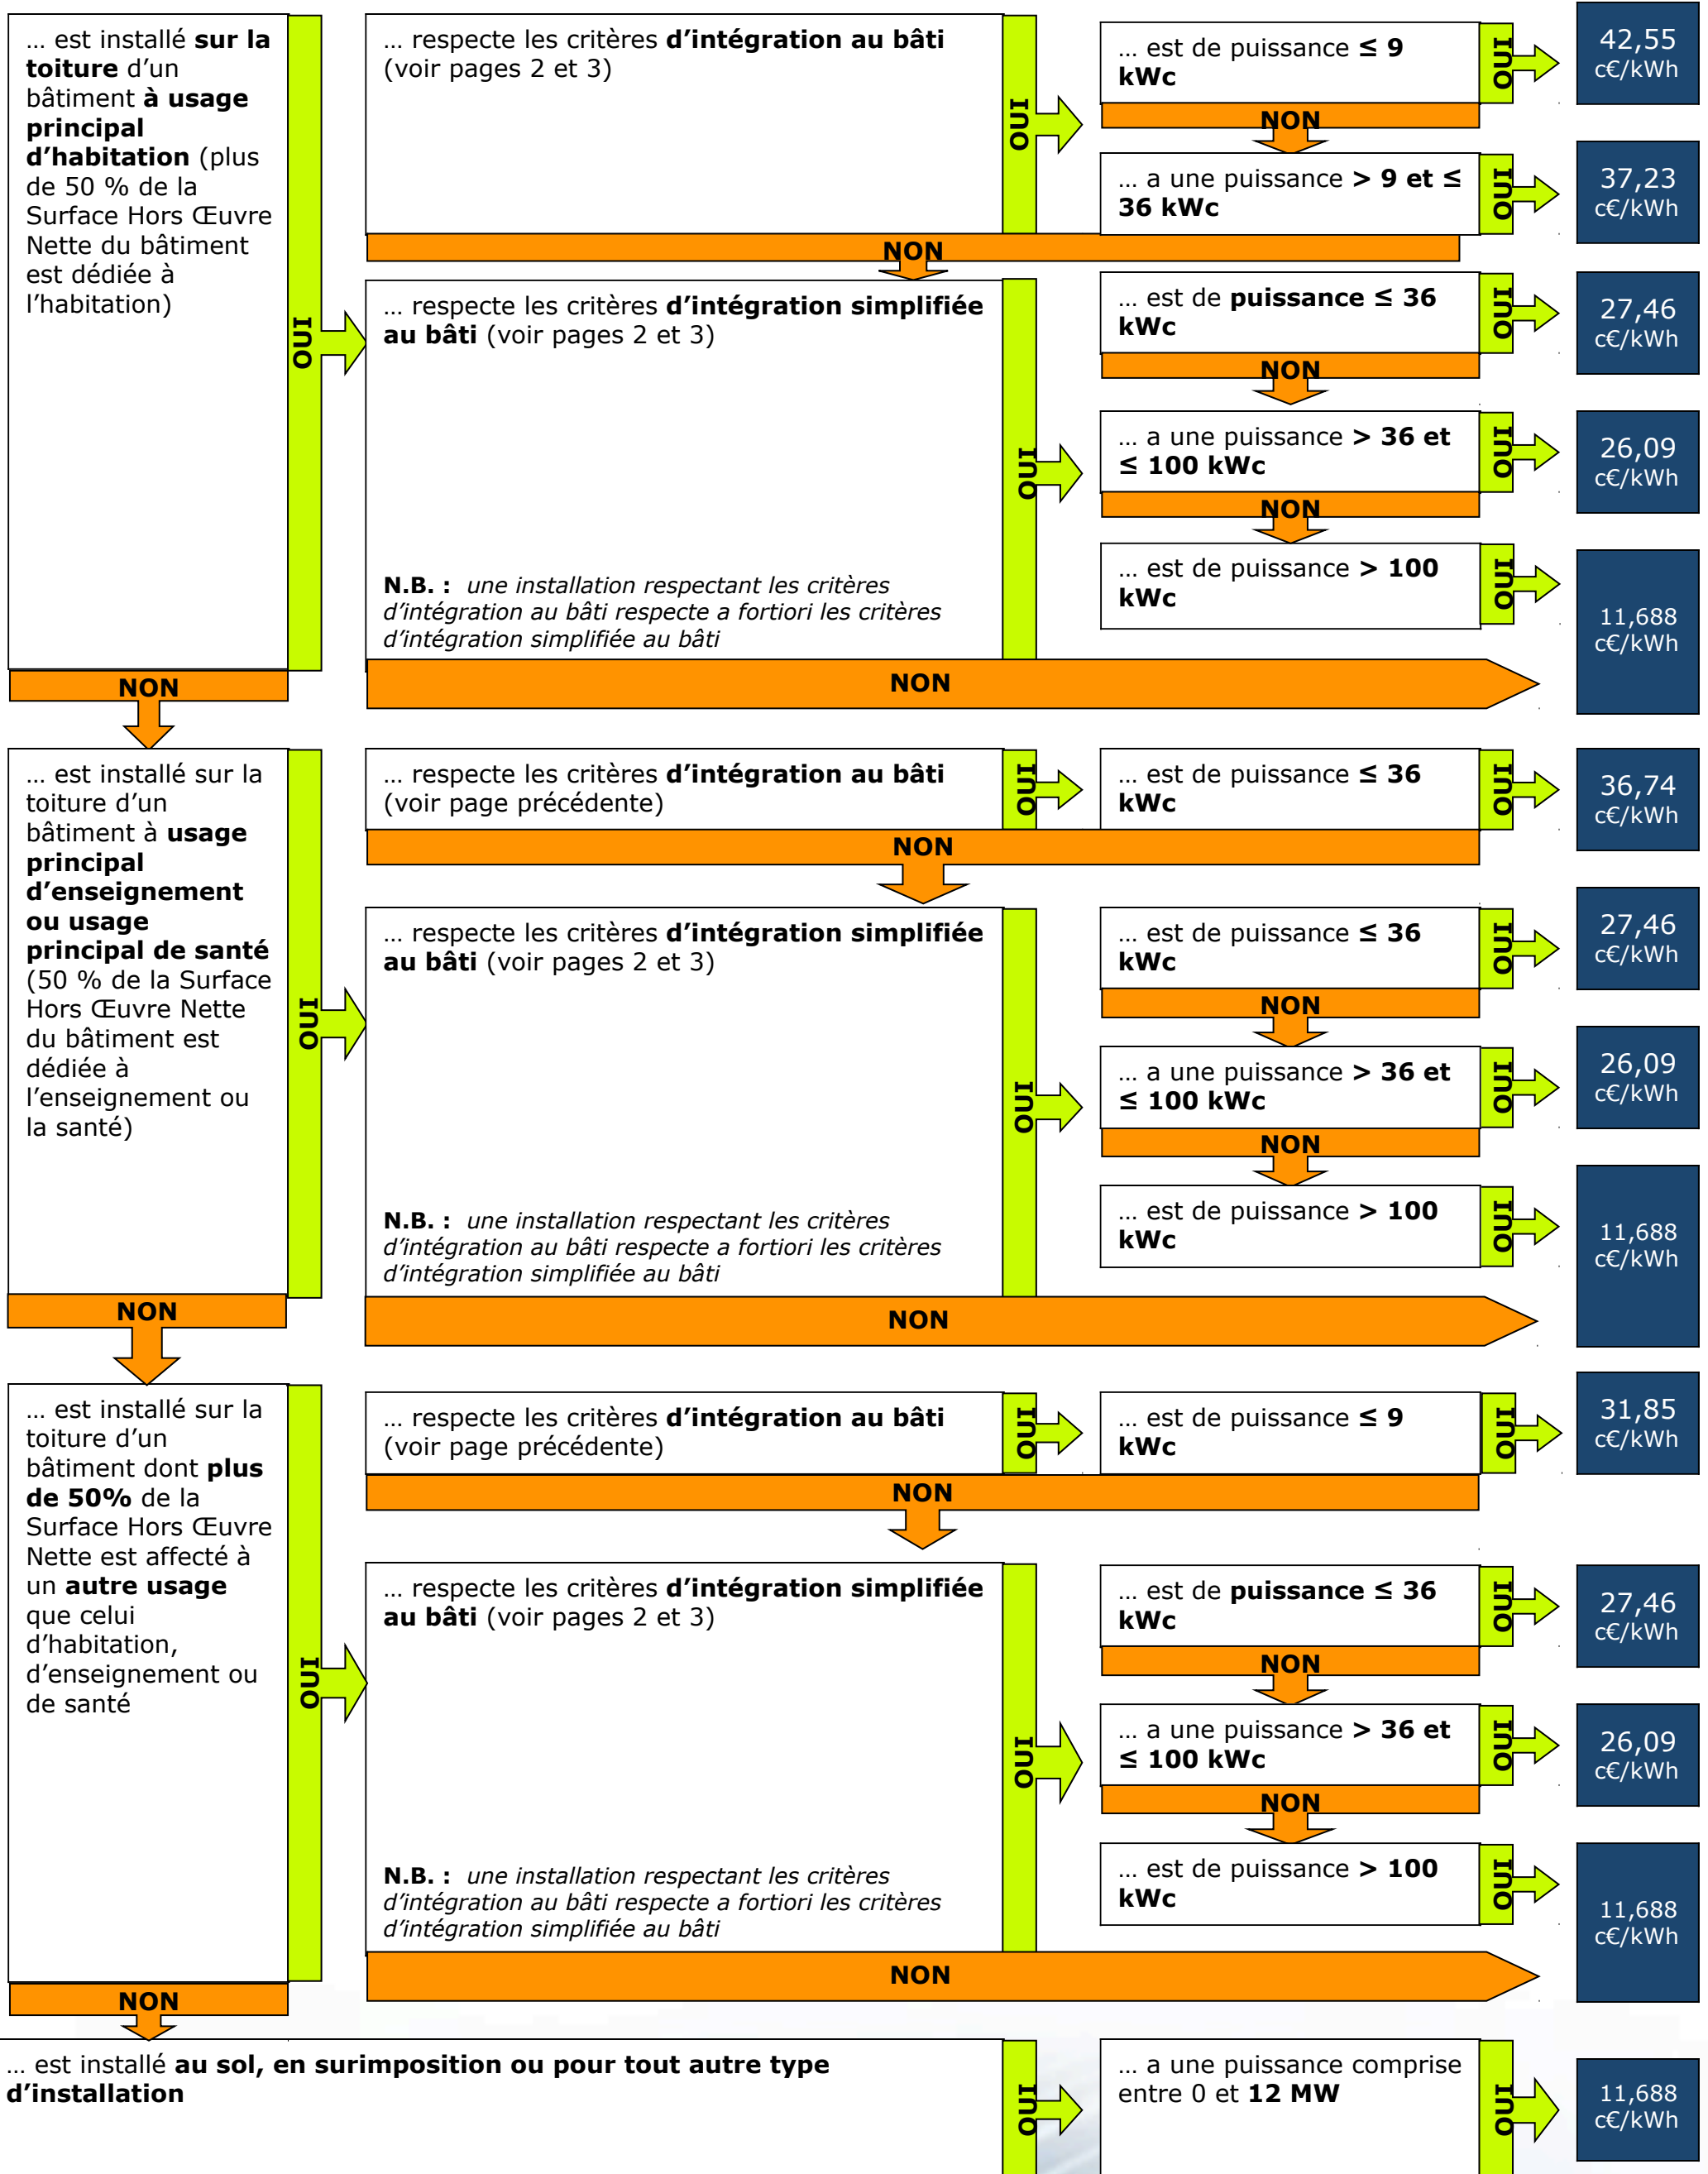 … est installé sur la
toiture d’un
bâtiment à usage
principal
d’habitation (plus
de 50 % de la
Surface Hors Œuvre
Nette du bâtiment
est dédiée à
l’habitation)
OUI
… respecte les critères d’intégration au bâti
(voir pages 2 et 3)
OUI
… est de puissance ≤ 9
kWc
OUI
42,55
c€/kWh
NON
… a une puissance > 9 et ≤
36 kWc
OUI
37,23
c€/kWh
NON
… respecte les critères d’intégration simplifiée
au bâti (voir pages 2 et 3)
N.B. : une installation respectant les critères
d’intégration au bâti respecte a fortiori les critères
d’intégration simplifiée au bâti
OUI
… est de puissance ≤ 36
kWc
OUI
27,46
c€/kWh
NON
… a une puissance > 36 et
≤ 100 kWc
OUI
26,09
c€/kWh
NON
… est de puissance > 100
kWc
OUI
11,688
c€/kWh
NON
NON
… est installé sur la
toiture d’un
bâtiment à usage
principal
d’enseignement
ou usage
principal de santé
(50 % de la Surface
Hors Œuvre Nette
du bâtiment est
dédiée à
l’enseignement ou
la santé)
OUI
… respecte les critères d’intégration au bâti
(voir page précédente)
OUI
… est de puissance ≤ 36
kWc
OUI
36,74
c€/kWh
NON
… respecte les critères d’intégration simplifiée
au bâti (voir pages 2 et 3)
N.B. : une installation respectant les critères
d’intégration au bâti respecte a fortiori les critères
d’intégration simplifiée au bâti
OUI
… est de puissance ≤ 36
kWc
OUI
27,46
c€/kWh
NON
… a une puissance > 36 et
≤ 100 kWc
OUI
26,09
c€/kWh
NON
… est de puissance > 100
kWc
OUI
11,688
c€/kWh
NON
NON
… est installé sur la
toiture d’un
bâtiment dont plus
de 50% de la
Surface Hors Œuvre
Nette est affecté à
un autre usage
que celui
d’habitation,
d’enseignement ou
de santé
OUI
… respecte les critères d’intégration au bâti
(voir page précédente)
OUI
… est de puissance ≤ 9
kWc
OUI
31,85
c€/kWh
NON
… respecte les critères d’intégration simplifiée
au bâti (voir pages 2 et 3)
N.B. : une installation respectant les critères
d’intégration au bâti respecte a fortiori les critères
d’intégration simplifiée au bâti
OUI
… est de puissance ≤ 36
kWc
OUI
27,46
c€/kWh
NON
… a une puissance > 36 et
≤ 100 kWc
OUI
26,09
c€/kWh
NON
… est de puissance > 100
kWc
OUI
11,688
c€/kWh
NON
NON
… est installé au sol, en surimposition ou pour tout autre type
d’installation
OUI
… a une puissance comprise
entre 0 et 12 MW
OUI
11,688
c€/kWh